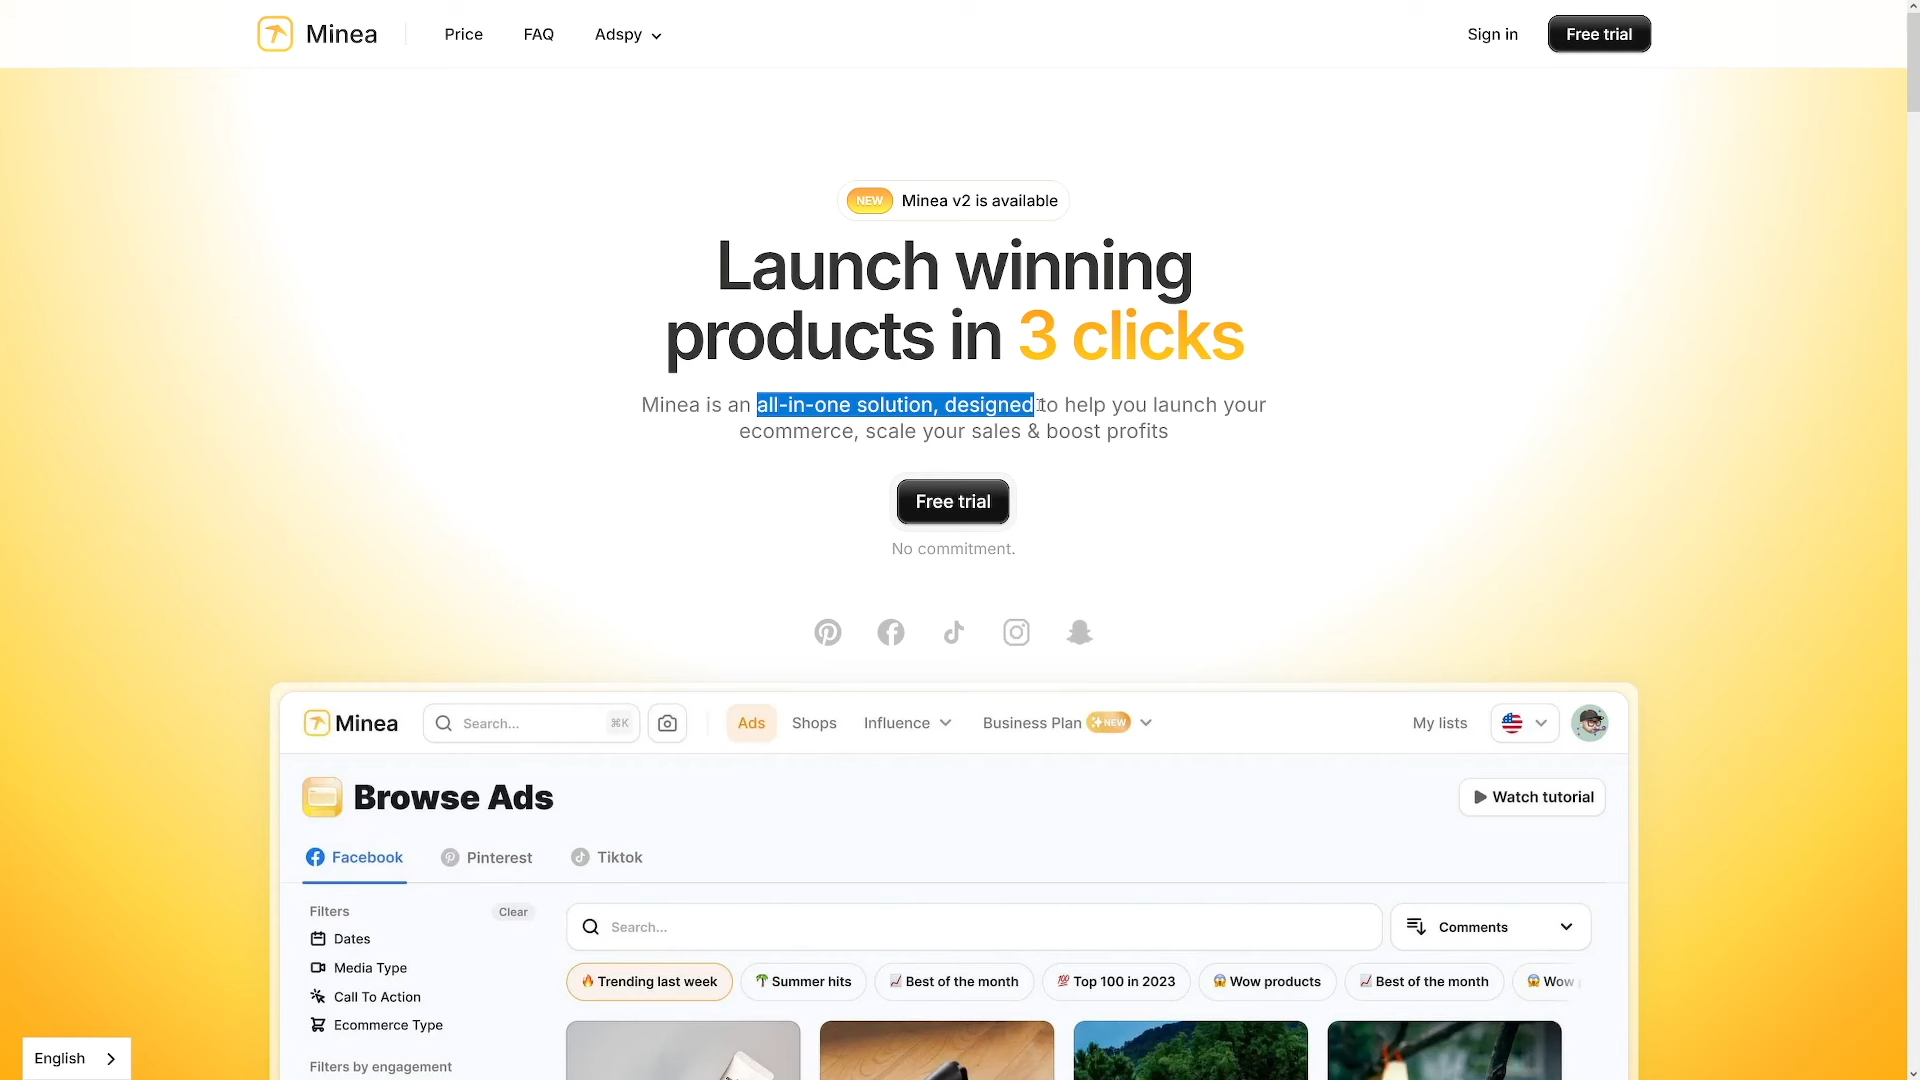 Minea
Price
FAQ
Adspy
Sign in
Free trial
NEW Minea v2 is available
Launch winning
products in 3 clicks
Minea is an all-in-one solution, designed to help you launch your
ecommerce, scale your sales & boost profits
Free trial
No commitment.
Minea
Search...
⌘K
Ads
Shops
Influence
Business Plan
NEW
My lists
Browse Ads
Watch tutorial
Facebook
Pinterest
Tiktok
Filters
Clear
Dates
Media Type
Call To Action
Ecommerce Type
Filters by engagement
Search...
Comments
🔥 Trending last week
🌴 Summer hits
📈 Best of the month
💯 Top 100 in 2023
😱 Wow products
📈 Best of the month
😱 Wow
English